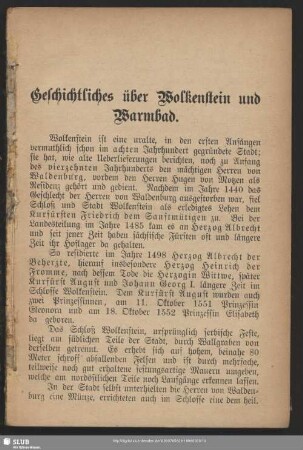 Geschichtliches über Wolkenstein und
Warmbad.
Wolkenstein ist eine uralte, in den ersten Anfängen
vermuthlich schon im achten Jahrhundert gegründete Stadt;
sie hat, wie alte Ueberlieferungen berichten, noch zu Anfang des
vierzehnten Jahrhunderts den mächtigen Herren von
Waldenburg, vordem den Herren Hugen von Motzen als
Residenz gehört und gedient. Nachdem im Jahre 1440 das
Geschlecht der Herren von Waldenburg ausgestorben war, fiel
Schloß und Stadt Wolkenstein als erledigtes Lehen dem
Kurfürsten Friedrich dem Sanftmütigen zu. Bei der
Landesteilung im Jahre 1485 kam es an Herzog Albrecht
und seit jener Zeit haben sächsische Fürsten oft und längere
Zeit ihr Hoflager da gehalten.
So residierte im Jahre 1498 Herzog Albrecht der
Beherzte, hierauf insbesondere Herzog Heinrich der
Fromme, nach dessen Tode die Herzogin Witwe, später
Kurfürst August und Johann Georg I. längere Zeit im
Schlosse Wolkenstein. Dem Kurfürst August wurden auch
zwei Prinzessinnen, am 11. Oktober 1551 Prinzessin
Eleonora und am 18. Oktober 1552 Prinzessin Elisabeth
da geboren.
Das Schloß Wolkenstein, ursprünglich sorbische Feste,
liegt am südlichen Teile der Stadt, durch Wallgraben von
derselben getrennt. Es erhebt sich auf hohem, beinahe 80
Meter schroff abfallenden Felsen und ist durch mehrseitige,
teilweise noch gut erhaltene festungsartige Mauern umgeben,
welche am nordöstlichen Teile noch Laufgänge erkennen lassen.
In der Stadt selbst unterhielten die Herren von Walden-
burg eine Münze, errichteten auch im Schlosse eine dem heil.
SLUB
Wir führen Wissen.